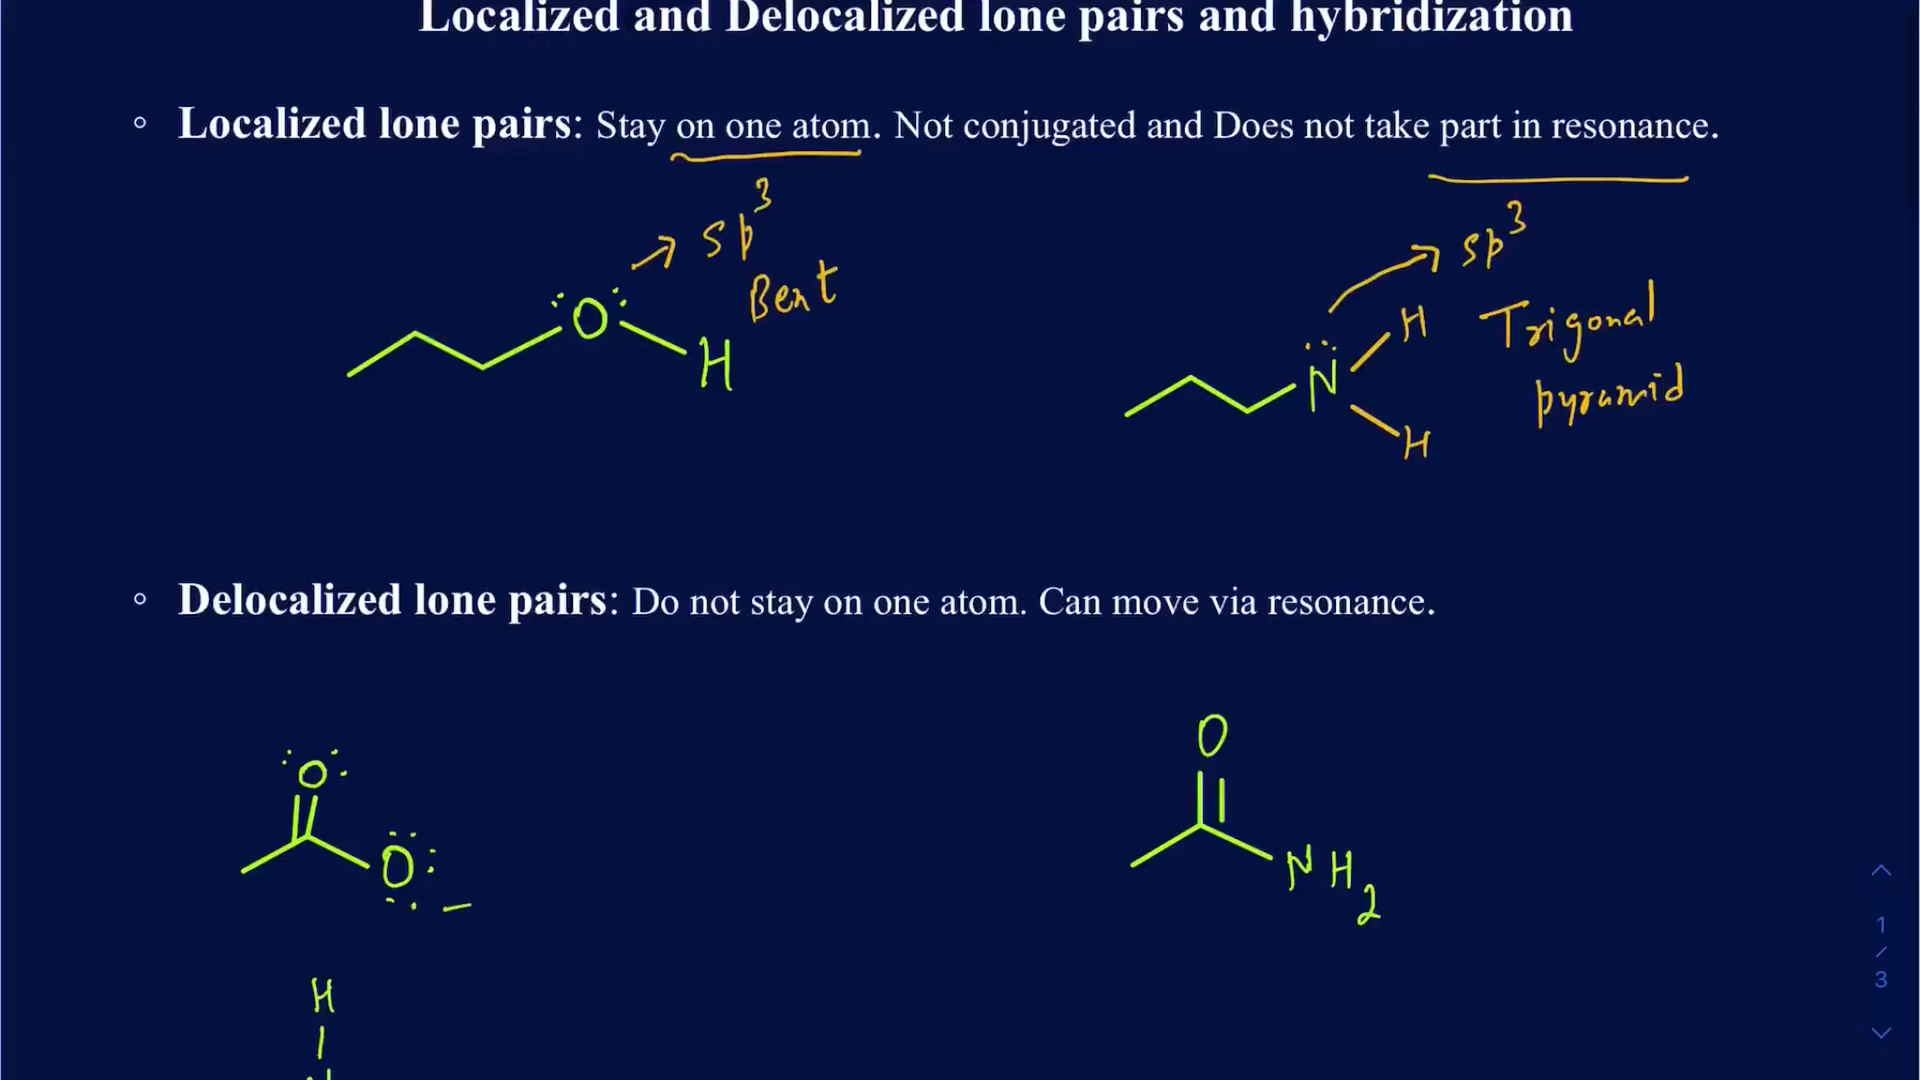 Localized and Delocalized lone pairs and hybridization
◦ Localized lone pairs: Stay on one atom. Not conjugated and Does not take part in resonance.
sp³
Bent
O
H
sp³
Trigonal
pyramid
H
N
H
◦ Delocalized lone pairs: Do not stay on one atom. Can move via resonance.
O
O
−
O
NH₂
H
1
/
3